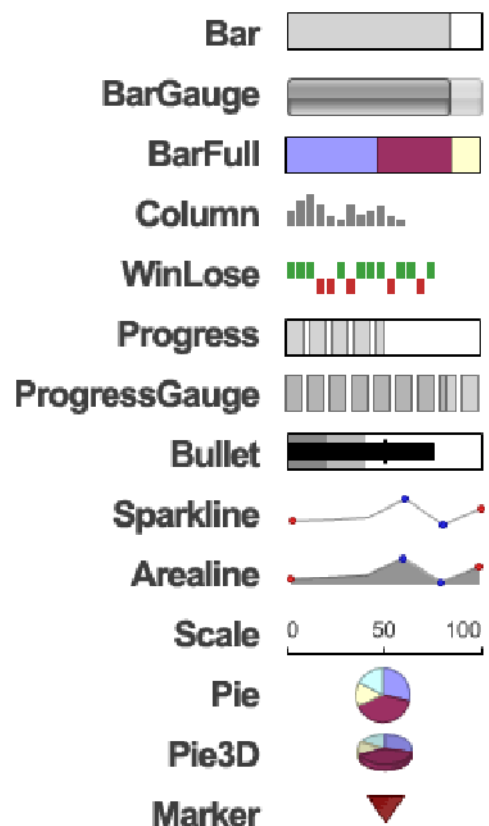 Bar
BarGauge
BarFull
Column
WinLose
Progress
ProgressGauge
Bullet
Sparkline
Arealine
Scale 0 50 100
Pie
Pie3D
Marker